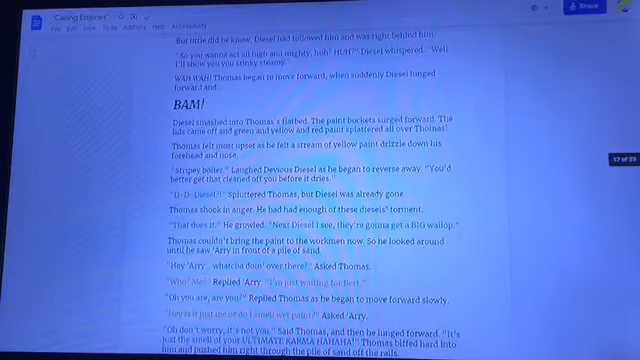 "Calling Engines"
File Edit View Tools Add-ons Help Accessibility
Share
But little did he know, Diesel had followed him and was right behind him.
"So you wanna act all high and mighty, huh? HUH?" Diesel whispered. "Well
I'll show you you stinky steamy."
WAH WAH! Thomas began to move forward, when suddenly Diesel lunged
forward and...
BAM!
Diesel smashed into Thomas's flatbed. The paint buckets surged forward. The
lids came off and green and yellow and red paint splattered all over Thomas!
Thomas felt most upset as he felt a stream of yellow paint drizzle down his
forehead and nose.
"Stripey boiler." Laughed Devious Diesel as he began to reverse away. "You'd
better get that cleaned off you before it dries."
"D-D-Diesel?!" Spluttered Thomas, but Diesel was already gone.
Thomas shook in anger. He had had enough of these diesels' torment.
"That does it." He growled. "Next Diesel I see, they're gonna get a BIG wallop."
Thomas couldn't bring the paint to the workmen now. So he looked around
until he saw 'Arry in front of a pile of sand.
"Hey 'Arry.. whatcha doin' over there?" Asked Thomas.
"Who? Me?" Replied 'Arry. "I'm just waiting for Bert."
"Oh you are, are you?" Replied Thomas as he began to move forward slowly.
"Hey is it just me or do I smell wet paint?" Asked 'Arry.
"Oh don't worry, it's not you." Said Thomas, and then he lunged forward. "It's
just the smell of your ULTIMATE KARMA HAHAHA!" Thomas biffed hard into
him and pushed him right through the pile of sand off the rails.
17 of 28